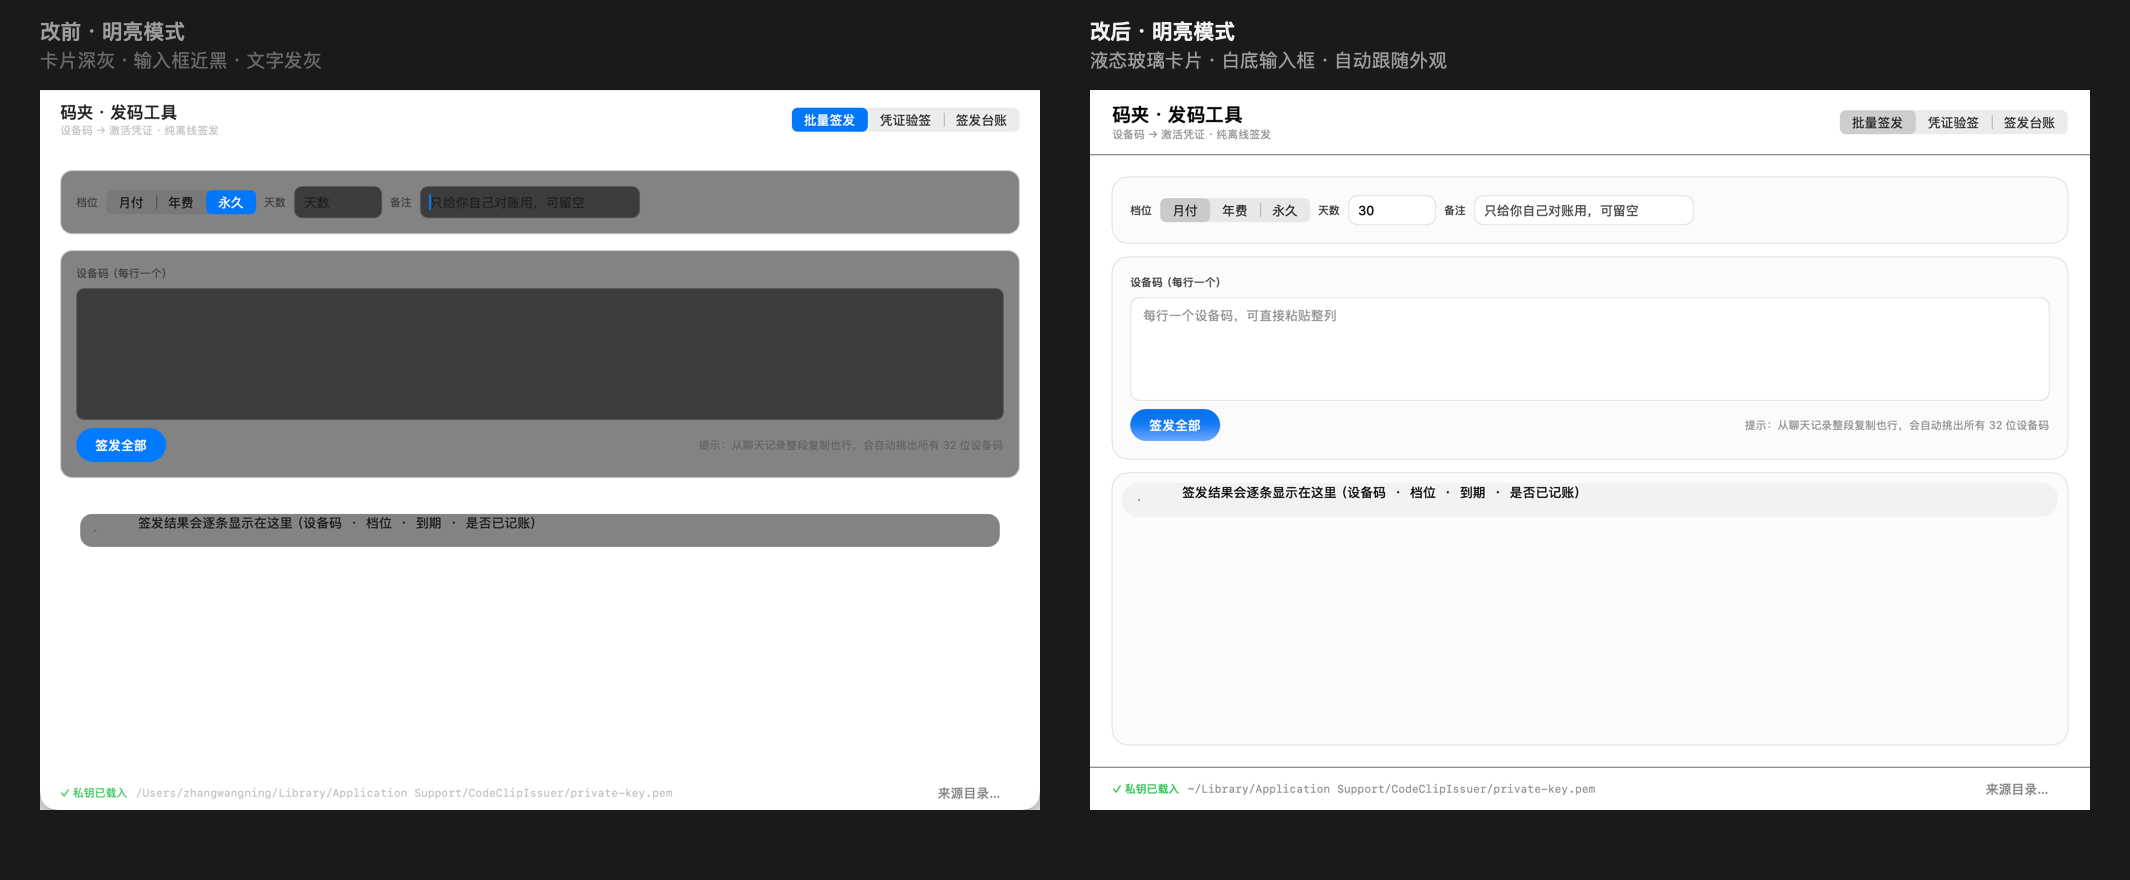 改前 · 明亮模式
卡片深灰 · 输入框近黑 · 文字发灰
码夹 · 发码工具
设备码 → 激活凭证 · 纯离线签发
批量签发 凭证验签 签发台账
档位 月付 年费 永久 天数 天数 备注 只给你自己对账用，可留空
设备码（每行一个）
签发全部 提示：从聊天记录整段复制也行，会自动挑出所有 32 位设备码
签发结果会逐条显示在这里（设备码 · 档位 · 到期 · 是否已记账）
✓ 私钥已载入 /Users/zhangwangning/Library/Application Support/CodeClipIssuer/private-key.pem 来源目录...
改后 · 明亮模式
液态玻璃卡片 · 白底输入框 · 自动跟随外观
码夹 · 发码工具
设备码 → 激活凭证 · 纯离线签发
批量签发 凭证验签 签发台账
档位 月付 年费 永久 天数 30 备注 只给你自己对账用，可留空
设备码（每行一个）
每行一个设备码，可直接粘贴整列
签发全部 提示：从聊天记录整段复制也行，会自动挑出所有 32 位设备码
签发结果会逐条显示在这里（设备码 · 档位 · 到期 · 是否已记账）
✓ 私钥已载入 ~/Library/Application Support/CodeClipIssuer/private-key.pem 来源目录...